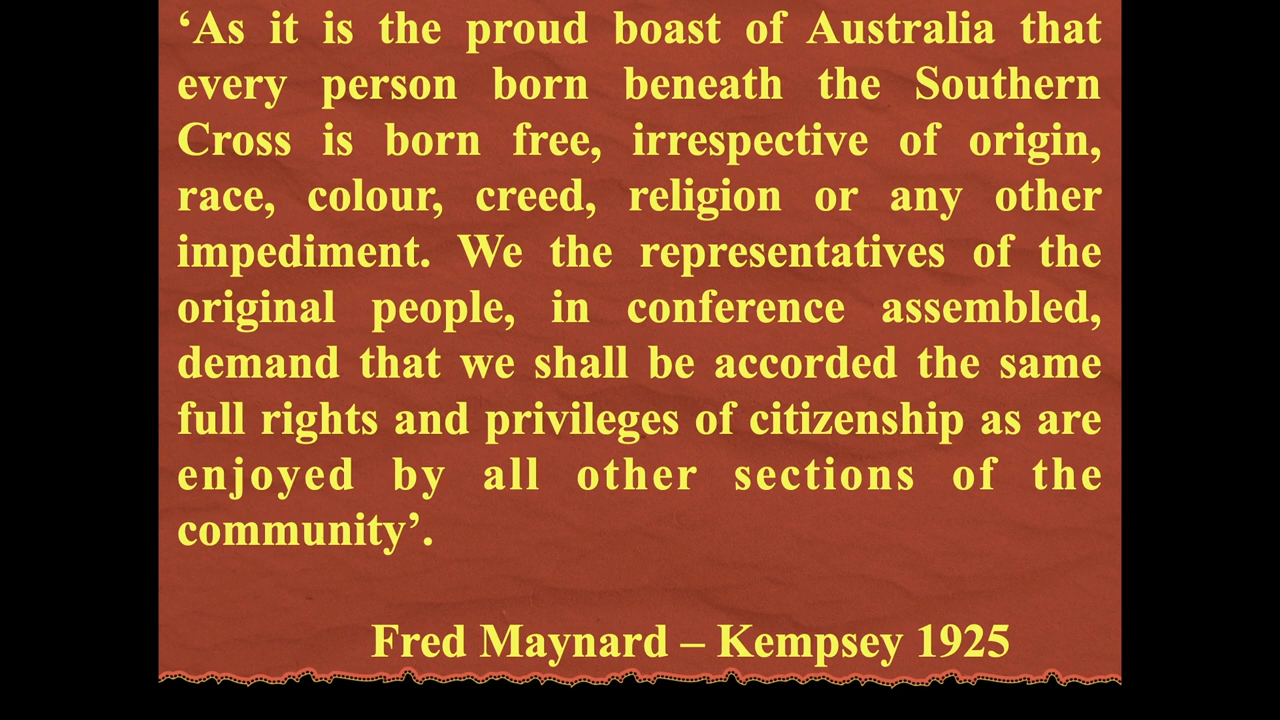 ‘As it is the proud boast of Australia that
every person born beneath the Southern
Cross is born free, irrespective of origin,
race, colour, creed, religion or any other
impediment. We the representatives of the
original people, in conference assembled,
demand that we shall be accorded the same
full rights and privileges of citizenship as are
enjoyed by all other sections of the
community’.
Fred Maynard – Kempsey 1925